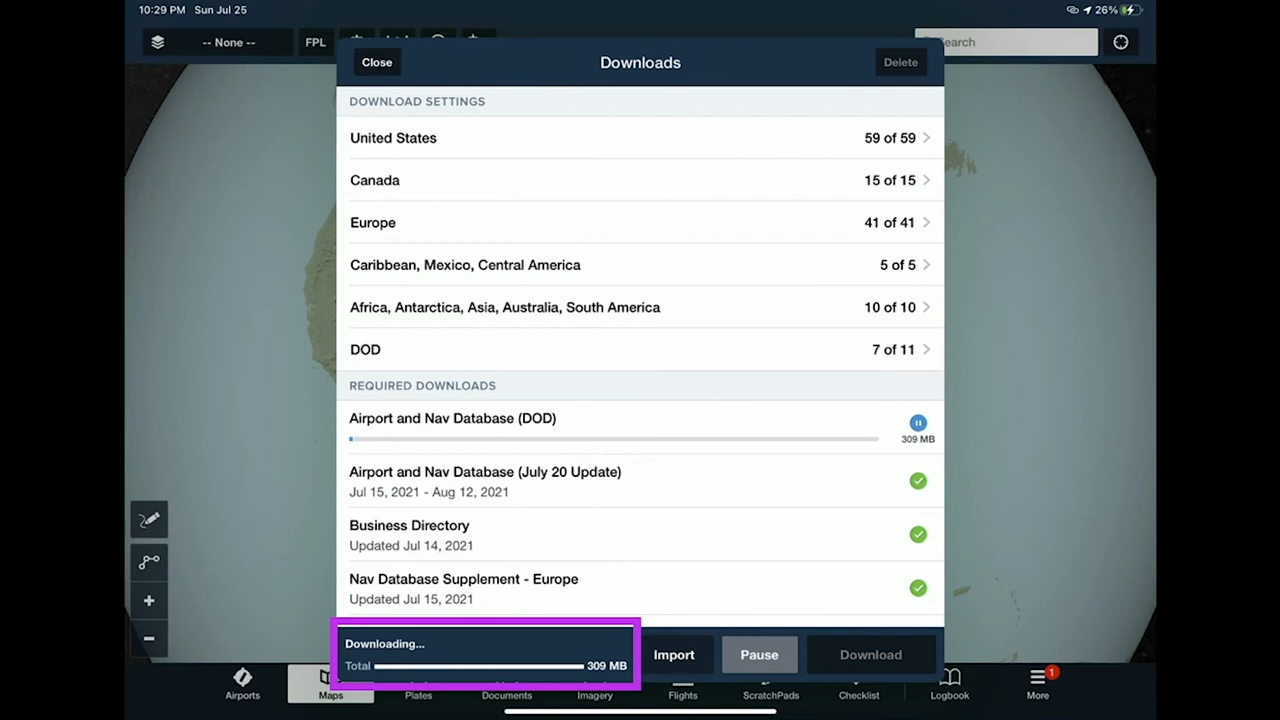 10:29 PM Sun Jul 25
26%
-- None --
FPL
Search
Close
Downloads
Delete
DOWNLOAD SETTINGS
United States
59 of 59
Canada
15 of 15
Europe
41 of 41
Caribbean, Mexico, Central America
5 of 5
Africa, Antarctica, Asia, Australia, South America
10 of 10
DOD
7 of 11
REQUIRED DOWNLOADS
Airport and Nav Database (DOD)
309 MB
Airport and Nav Database (July 20 Update)
Jul 15, 2021 - Aug 12, 2021
Business Directory
Updated Jul 14, 2021
Nav Database Supplement - Europe
Updated Jul 15, 2021
Downloading...
Total 309 MB
Import
Pause
Download
Airports
Maps
Plates
Documents
Imagery
Flights
ScratchPads
Checklist
Logbook
1
More